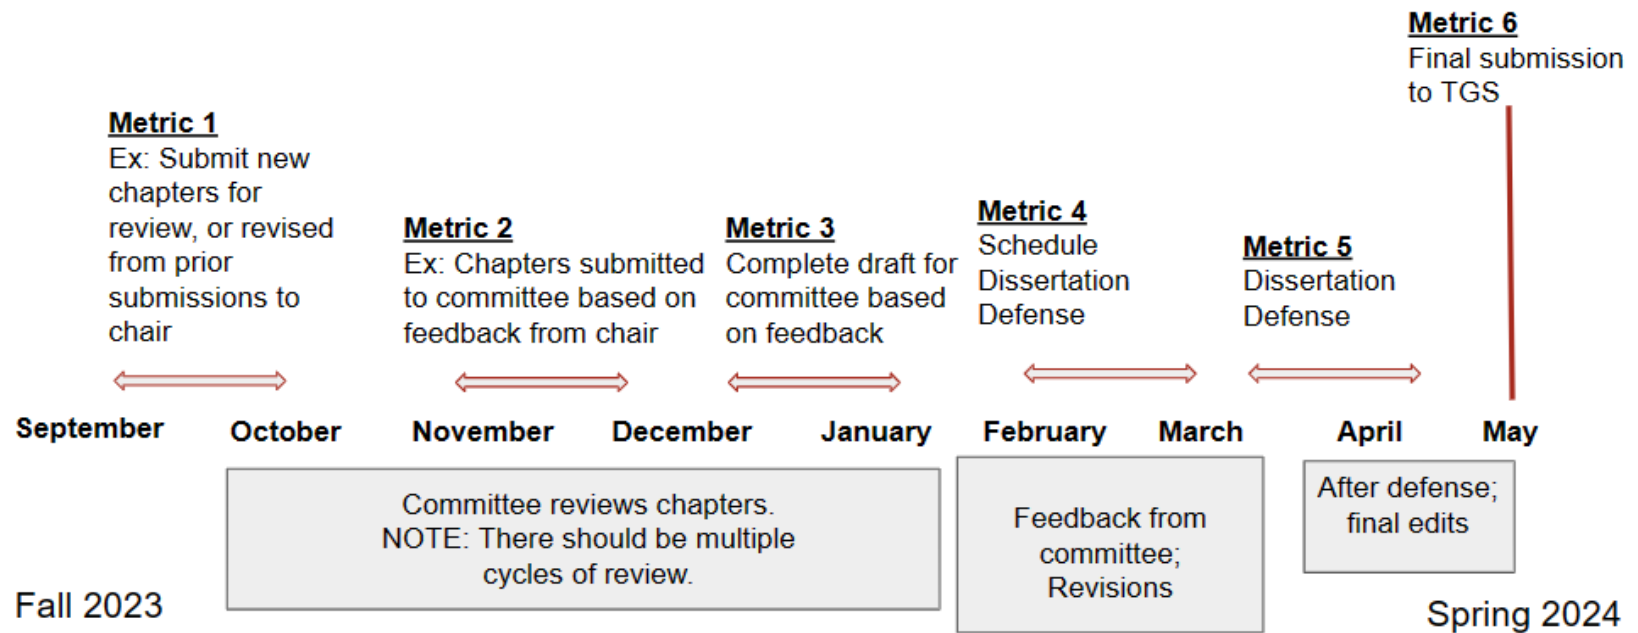 Metric 6
Final submission
to TGS
Metric 1
Ex: Submit new
chapters for
review, or revised
from prior
submissions to
chair
Metric 2
Ex: Chapters submitted
to committee based on
feedback from chair
Metric 3
Complete draft for
committee based
on feedback
Metric 4
Schedule
Dissertation
Defense
Metric 5
Dissertation
Defense
September October November December January February March April May
Committee reviews chapters.
NOTE: There should be multiple
cycles of review.
Feedback from
committee;
Revisions
After defense;
final edits
Fall 2023
Spring 2024